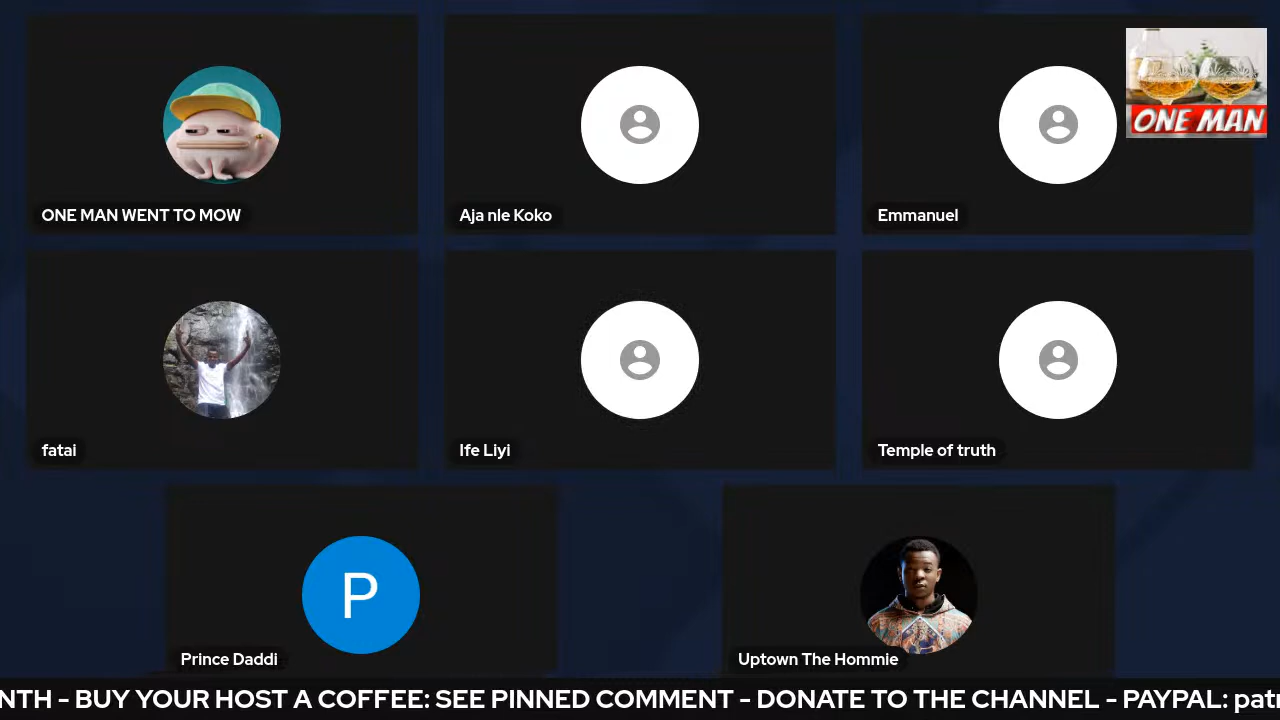 ONE MAN
ONE MAN WENT TO MOW
Aja nle Koko
Emmanuel
fatai
Ife Liyi
Temple of truth
P
Prince Daddi
Uptown The Hommie
NTH - BUY YOUR HOST A COFFEE: SEE PINNED COMMENT - DONATE TO THE CHANNEL - PAYPAL: pat